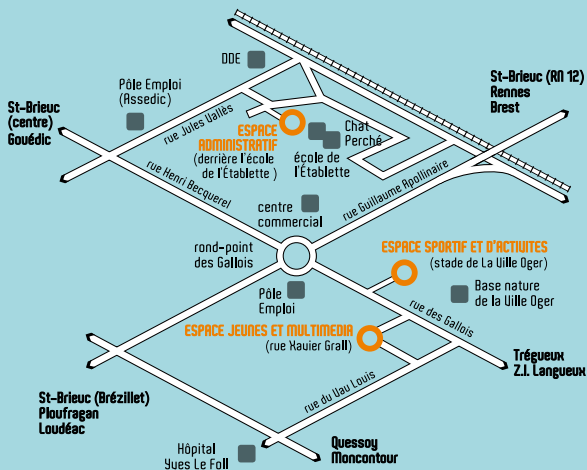 DDE
St-Brieuc (RN 12)
Rennes
Brest
Pôle Emploi
(Assedic)
St-Brieuc
(centre)
Gouédic
rue Jules Vallès
ESPACE
ADMINISTRATIF
(derrière l'école
de l'Établette )
Chat
Perché
école de
l'Établette
rue Henri Becquerel
rue Guillaume Apollinaire
centre
commercial
rond-point
des Gallois
ESPACE SPORTIF ET D'ACTIVITES
(stade de La Ville Oger)
Base nature
de la Ville Oger
Pôle
Emploi
rue des Gallois
ESPACE JEUNES ET MULTIMEDIA
(rue Xavier Grall)
Trégueux
Z.I. Langueux
rue du Vau Louis
St-Brieuc (Brézillet)
Ploufragan
Loudéac
Hôpital
Yves Le Foll
Quessoy
Moncontour